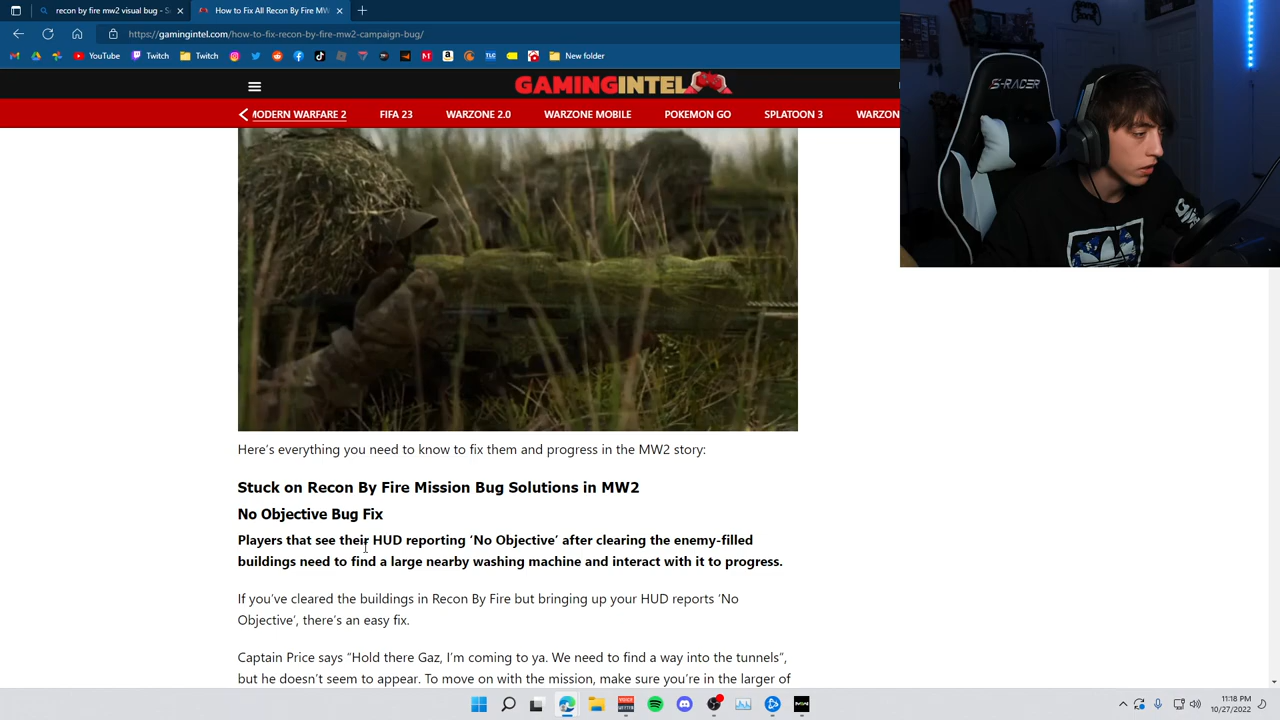 recon by fire mw2 visual bug - S
How to Fix All Recon By Fire MW
https://gamingintel.com/how-to-fix-recon-by-fire-mw2-campaign-bug/
YouTube Twitch Twitch TLC New folder
GAMINGINTEL
MODERN WARFARE 2 FIFA 23 WARZONE 2.0 WARZONE MOBILE POKEMON GO SPLATOON 3 WARZON
S-RACER
Here's everything you need to know to fix them and progress in the MW2 story:
Stuck on Recon By Fire Mission Bug Solutions in MW2
No Objective Bug Fix
Players that see their HUD reporting ‘No Objective’ after clearing the enemy-filled
buildings need to find a large nearby washing machine and interact with it to progress.
If you’ve cleared the buildings in Recon By Fire but bringing up your HUD reports ‘No
Objective’, there’s an easy fix.
Captain Price says “Hold there Gaz, I’m coming to ya. We need to find a way into the tunnels”,
but he doesn’t seem to appear. To move on with the mission, make sure you’re in the larger of
11:18 PM
10/27/2022